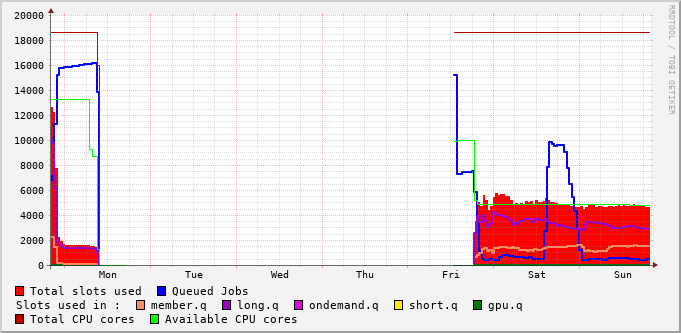 20000
18000
16000
14000
12000
10000
8000
6000
4000
2000
0
Mon Tue Wed Thu Fri Sat Sun
RRDTOOL / TOBI OETIKER
Total slots used Queued Jobs
Slots used in : member.q long.q ondemand.q short.q gpu.q
Total CPU cores Available CPU cores